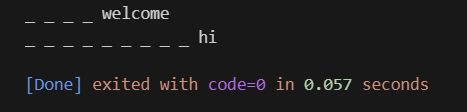 _ _ _ _ welcome
_ _ _ _ _ _ _ _ _ hi
[Done] exited with code=0 in 0.057 seconds